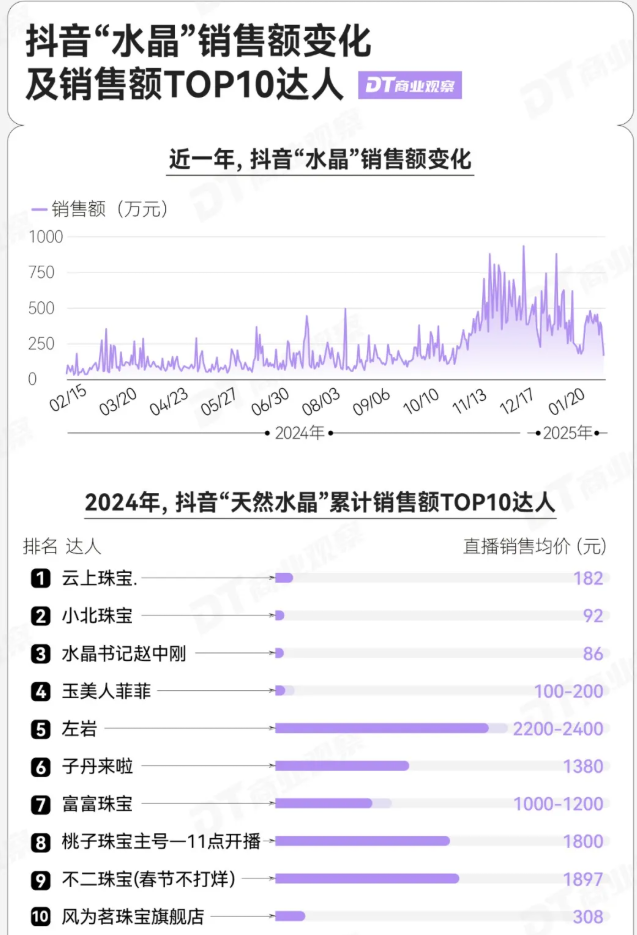 抖音“水晶”销售额变化
及销售额TOP10达人 DT商业观察
近一年, 抖音“水晶”销售额变化
销售额（万元）
1000
750
500
250
0
02/15 03/20 04/23 05/27 06/30 08/03 09/06 10/10 11/13 12/17 01/20
2024年 2025年
2024年, 抖音“天然水晶”累计销售额TOP10达人
排名 达人 直播销售均价 (元)
1 云上珠宝. 182
2 小北珠宝 92
3 水晶书记赵中刚 86
4 玉美人菲菲 100-200
5 左岩 2200-2400
6 子丹来啦 1380
7 富富珠宝 1000-1200
8 桃子珠宝主号一11点开播 1800
9 不二珠宝(春节不打烊) 1897
10 风为茗珠宝旗舰店 308